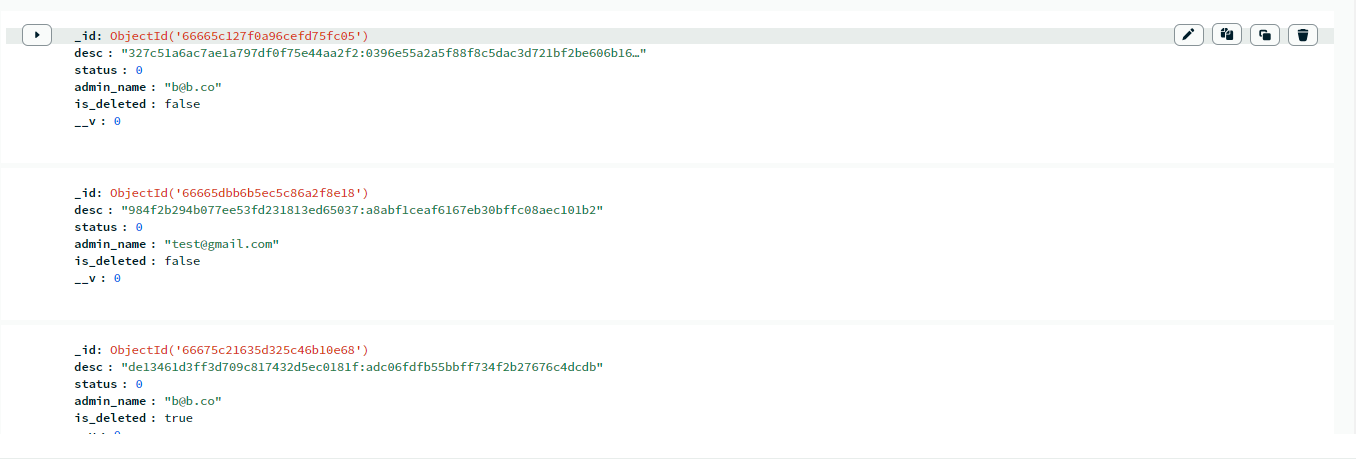 _id: ObjectId('66665c127f0a96cefd75fc05')
desc : "327c51a6ac7ae1a797df0f75e44aa2f2:0396e55a2a5f88f8c5dac3d721bf2be606b16…"
status : 0
admin_name : "b@b.co"
is_deleted : false
__v : 0
_id: ObjectId('66665dbb6b5ec5c86a2f8e18')
desc : "984f2b294b077ee53fd231813ed65037:a8abf1ceaf6167eb30bffc08aec101b2"
status : 0
admin_name : "test@gmail.com"
is_deleted : false
__v : 0
_id: ObjectId('66675c21635d325c46b10e68')
desc : "de13461d3ff3d709c817432d5ec0181f:adc06fdfb55bbff734f2b27676c4dcdb"
status : 0
admin_name : "b@b.co"
is_deleted : true